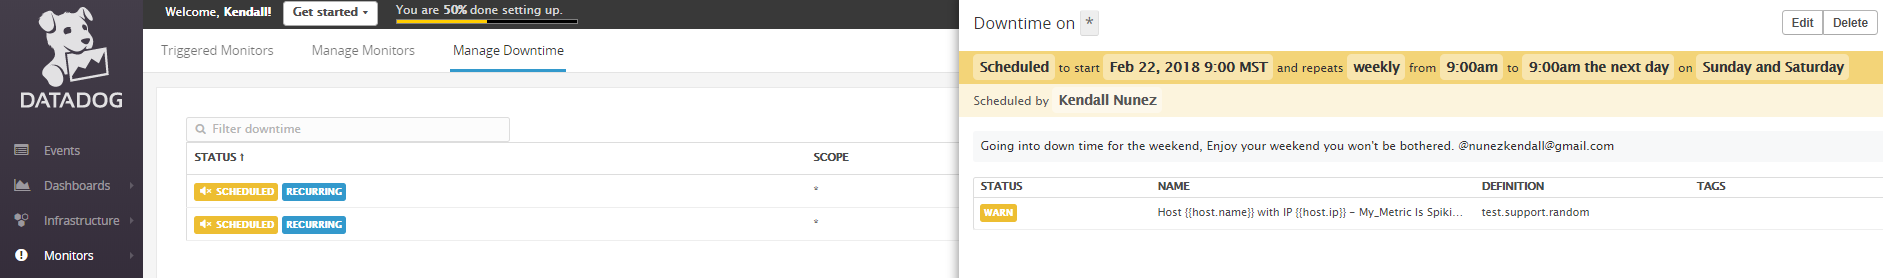 DATADOG
Events
Dashboards
Infrastructure
Monitors
Welcome, Kendall!
Get started
You are 50% done setting up.
Triggered Monitors Manage Monitors Manage Downtime
Filter downtime
STATUS ↑ SCOPE
SCHEDULED RECURRING *
SCHEDULED RECURRING *
Downtime on *
Edit Delete
Scheduled to start Feb 22, 2018 9:00 MST and repeats weekly from 9:00am to 9:00am the next day on Sunday and Saturday
Scheduled by Kendall Nunez
Going into down time for the weekend, Enjoy your weekend you won't be bothered. @nunezkendall@gmail.com
STATUS NAME DEFINITION TAGS
WARN Host {{host.name}} with IP {{host.ip}} - My_Metric Is Spiki... test.support.random